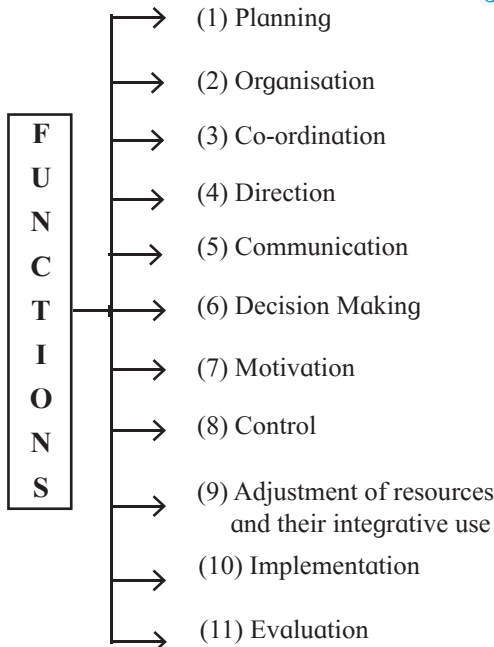 (1) Planning
(2) Organisation
(3) Co-ordination
(4) Direction
(5) Communication
(6) Decision Making
(7) Motivation
(8) Control
(9) Adjustment of resources
and their integrative use
(10) Implementation
(11) Evaluation
F
U
N
C
T
I
O
N
S